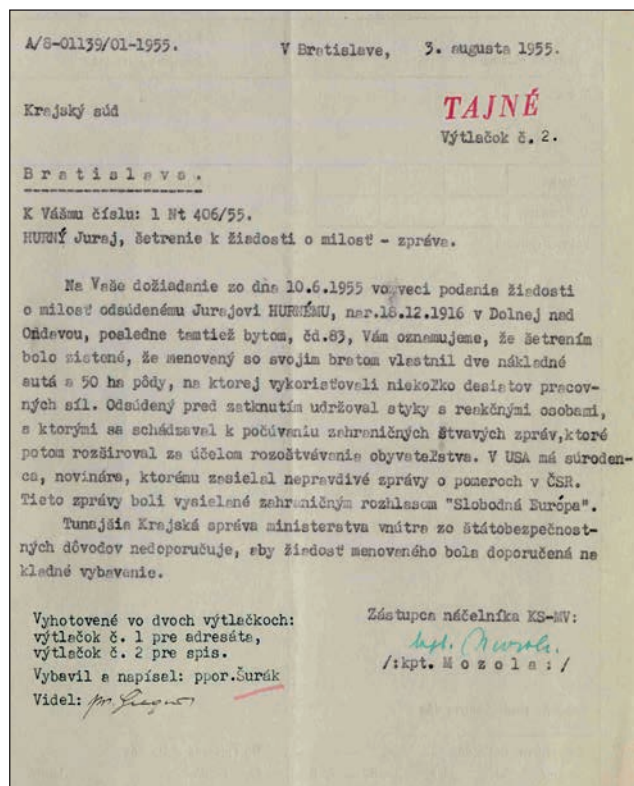 A/8-01139/01-1955.
V Bratislave, 3. augusta 1955.
Krajský súd
TAJNÉ
Výtlačok č. 2.
Bratislava.
K Vášmu číslu: 1 Nt 406/55.
HURNÝ Juraj, šetrenie k žiadosti o milosť - zpráva.
Na Vaše dožiadanie zo dňa 10.6.1955 vo veci podania žiadosti
o milosť odsúdenému Jurajovi HURNÉMU, nar.18.12.1916 v Dolnej nad
Ondavou, posledne tamtiež bytom, čd.83, Vám oznamujeme, že šetrením
bolo zistené, že menovaný so svojim bratom vlastnil dve nákladné
autá a 50 ha pôdy, na ktorej vykorisťovali niekoľko desiatov pracov-
ných síl. Odsúdený pred zatknutím udržoval styky s reakčnými osobami,
s ktorými sa schádzaval k počúvaniu zahraničných štvavých zpráv,ktoré
potom rozširoval za účelom rozoštvávania obyvateľstva. V USA má súroden-
ca, novinára, ktorému zasielal nepravdivé zprávy o pomeroch v ČSR.
Tieto zprávy boli vysielané zahraničným rozhlasom "Slobodná Európa".
Tunajšia Krajská správa ministerstva vnútra zo štátobezpečnost-
ných dôvodov nedoporučuje, aby žiadosť menovaného bola doporučená na
kladné vybavanie.
Vyhotovené vo dvoch výtlačkoch:
výtlačok č. 1 pre adresáta,
výtlačok č. 2 pre spis.
Vybavil a napísal: ppor.Šurák
Videl:
Zástupca náčelníka KS-MV:
kpt.
/:kpt. Mozola:/